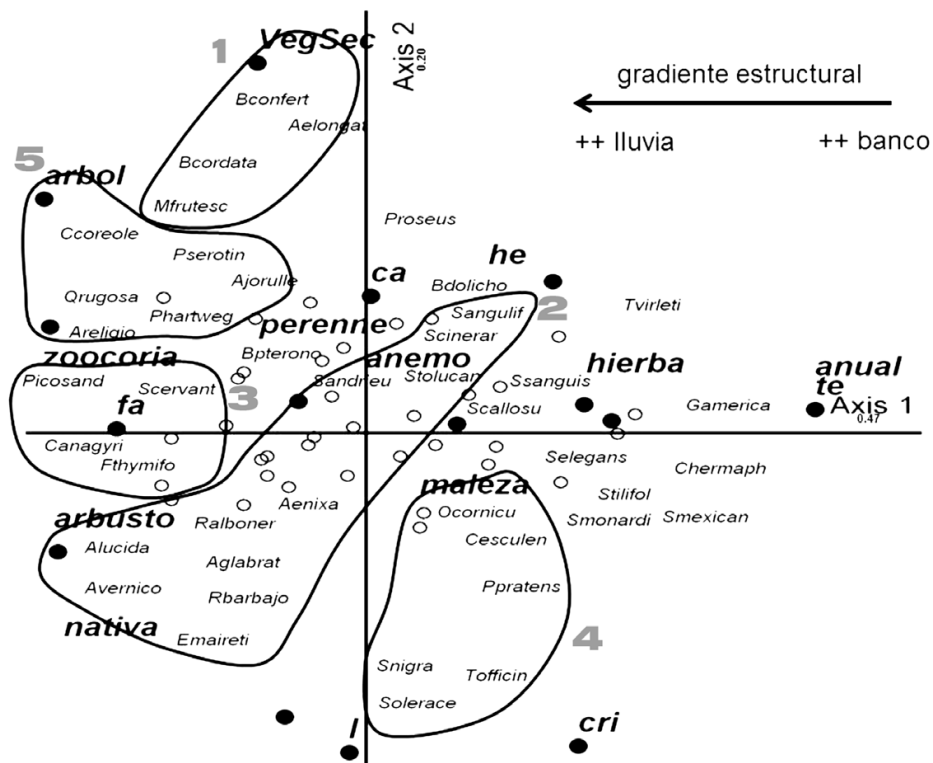 VegSec
1
Axis 2
0.20
gradiente estructural
++ lluvia
++ banco
Bconfert
Aelongat
5
arbol
Bcordata
Mfrutesc
Proseus
Ccoreole
Pserotin
he
ca
Ajorulle
Bdolicho
Qrugosa
Phartweg
Sangulif
2
Tvirleti
Areligio
perenne
Scinerar
zoocoria
Bpterono
anemo
hierba
anual
Picosand
Scervant
Sandrieu
Stolucan
Ssanguis
te
fa
3
Scallosu
Gamerica
Axis 1
0.47
Canagyri
Fthymifo
Selegans
Chermaph
maleza
Stilifol
arbusto
Ralboner
Aenixa
Ocornicu
Smonardi
Smexican
Alucida
Cesculen
Aglabrat
Avernico
Rbarbajo
Ppratens
nativa
Emaireti
4
Snigra
Tofficin
Solerace
l
cri